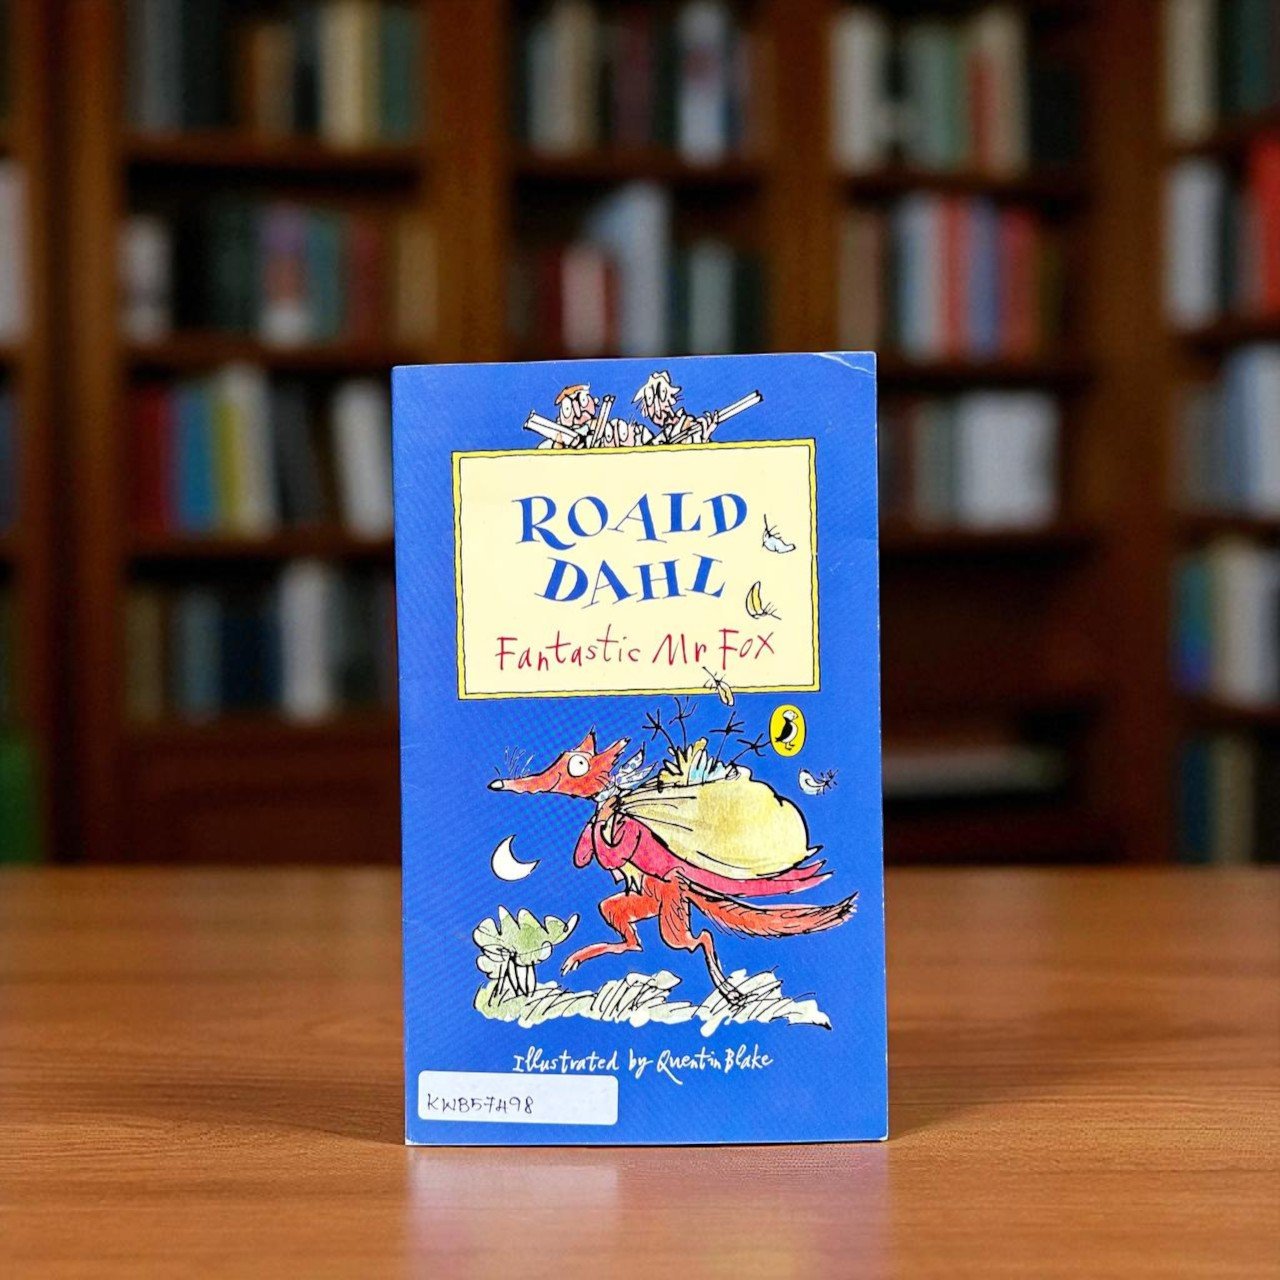 ROALD
DAHL
Fantastic Mr Fox
Illustrated by Quentin Blake
KWB57498